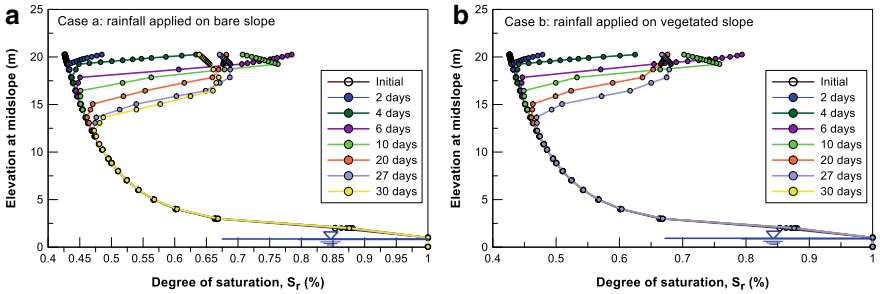 a
Case a: rainfall applied on bare slope
Elevation at midslope (m)
25
20
15
10
5
0
Initial
2 days
4 days
6 days
10 days
20 days
27 days
30 days
0.4 0.45 0.5 0.55 0.6 0.65 0.7 0.75 0.8 0.85 0.9 0.95 1
Degree of saturation, Sr (%)
b
Case b: rainfall applied on vegetated slope
Elevation at midslope (m)
25
20
15
10
5
0
Initial
2 days
4 days
6 days
10 days
20 days
27 days
0.4 0.5 0.6 0.7 0.8 0.9 1
Degree of saturation, Sr (%)